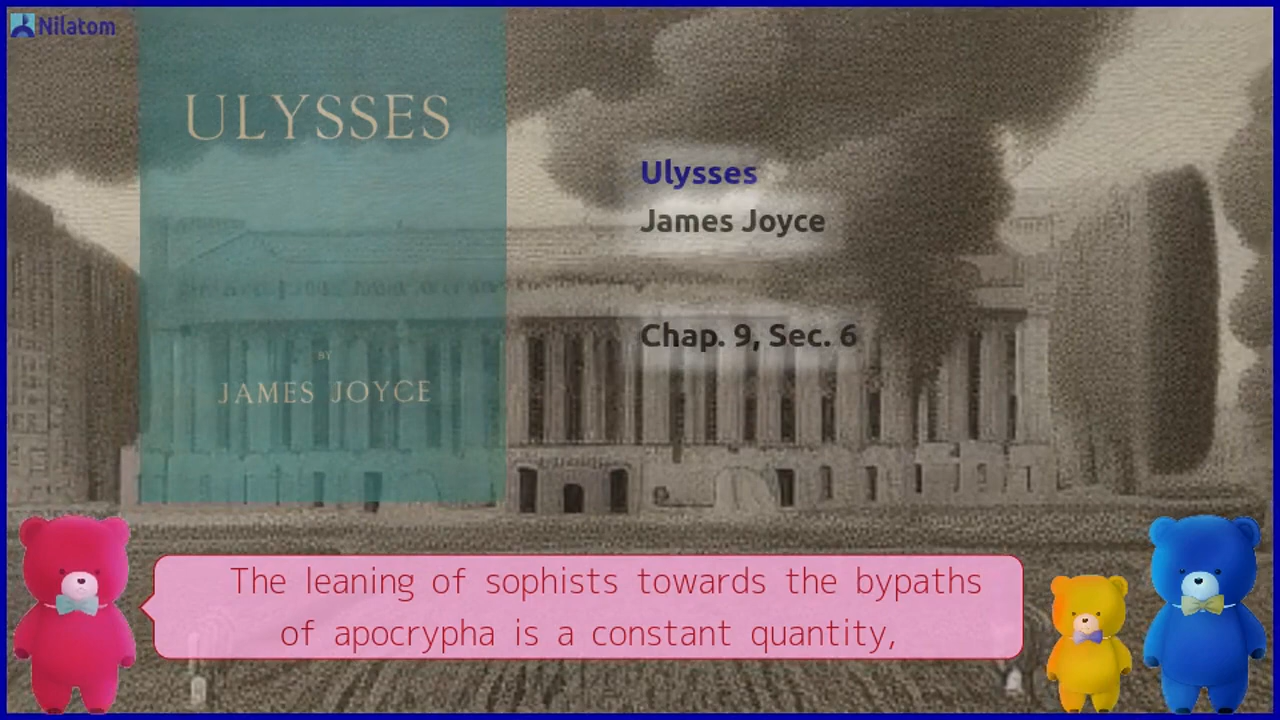 Nilatom
ULYSSES
BY
JAMES JOYCE
Ulysses
James Joyce
Chap. 9, Sec. 6
The leaning of sophists towards the bypaths
of apocrypha is a constant quantity,